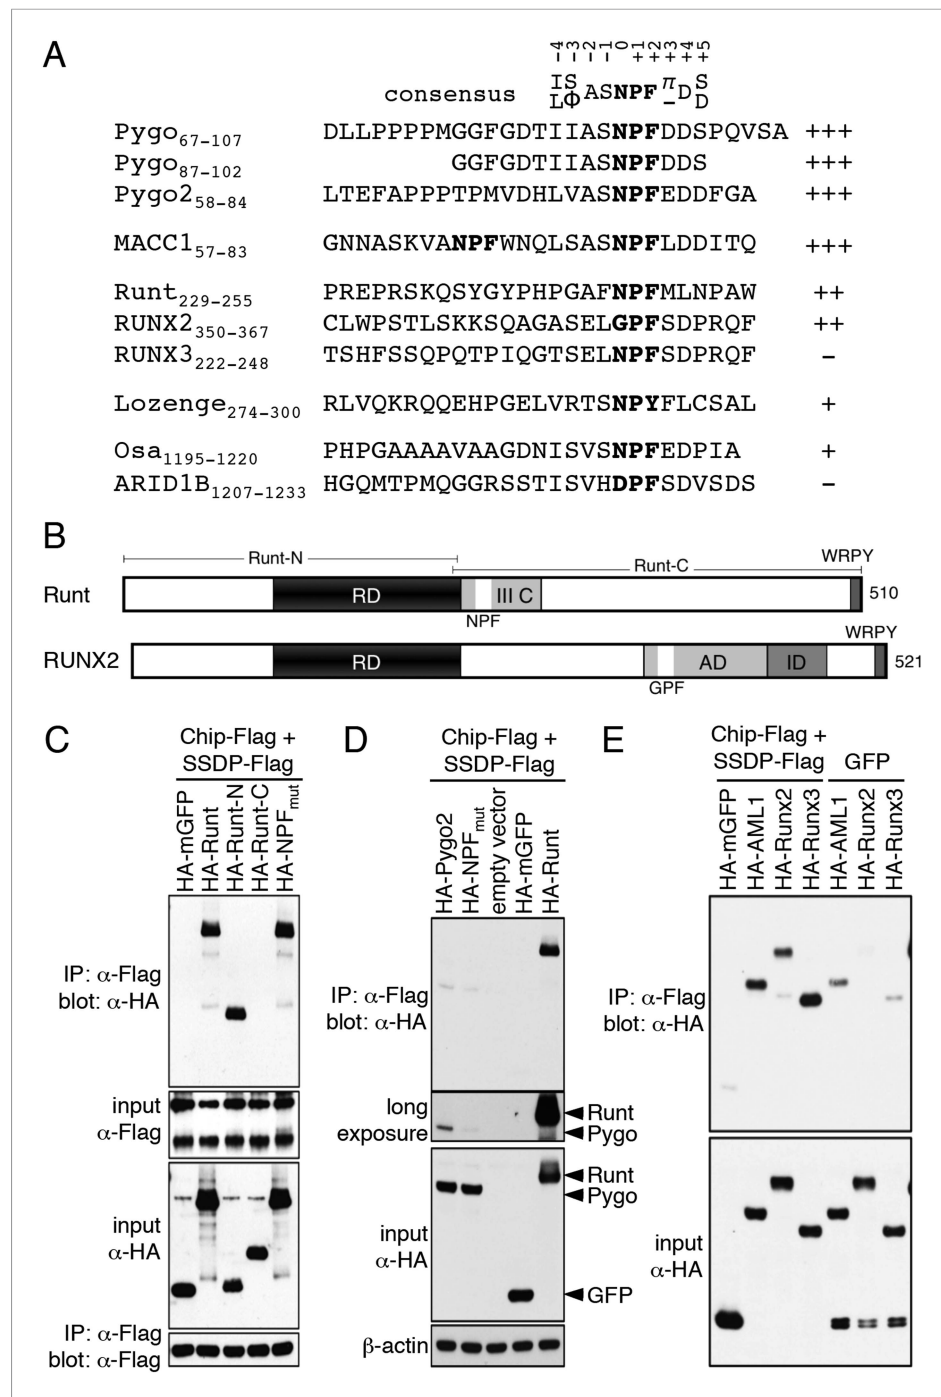 A
−4 −3 −2 −1 0 +1 +2 +3 +4 +5
I S π S
consensus L Φ A S N P F − D D
Pygo67–107 DLLPPPPMGGFGDTIIASNPFDDSPQVSA +++
Pygo87–102 GGFGDTIIASNPFDDS +++
Pygo258–84 LTEFAPPPTPMVDHLVASNPFEDDFGA +++
MACC157–83 GNNASKVANPFWNQLSASNPFLDDITQ +++
Runt229–255 PREPRSKQSYGYPHPGAFNPFMLNPAW ++
RUNX2350–367 CLWPSTLSKKSQAGASELGPFSDPRQF ++
RUNX3222–248 TSHFSSQPQTPIQGTSELNPFSDPRQF –
Lozenge274–300 RLVQKRQQEHPGELVRTSNPYFLCSAL +
Osa1195–1220 PHPGAAAAVAAGDNISVSNPFEDPIA +
ARID1B1207–1233 HGQMTPMQGGRSSTISVHDPFSDVSDS –
B
Runt-N
Runt-C
WRPY
Runt
RD
III C
510
NPF
WRPY
RUNX2
RD
AD
ID
521
GPF
C
Chip-Flag +
SSDP-Flag
HA-mGFP
HA-Runt
HA-Runt-N
HA-Runt-C
HA-NPFmut
IP: α-Flag
blot: α-HA
input
α-Flag
input
α-HA
IP: α-Flag
blot: α-Flag
D
Chip-Flag +
SSDP-Flag
HA-Pygo2
HA-NPFmut
empty vector
HA-mGFP
HA-Runt
IP: α-Flag
blot: α-HA
long
exposure
Runt
Pygo
Runt
Pygo
input
α-HA
GFP
β-actin
E
Chip-Flag +
SSDP-Flag
GFP
HA-mGFP
HA-AML1
HA-Runx2
HA-Runx3
HA-AML1
HA-Runx2
HA-Runx3
IP: α-Flag
blot: α-HA
input
α-HA